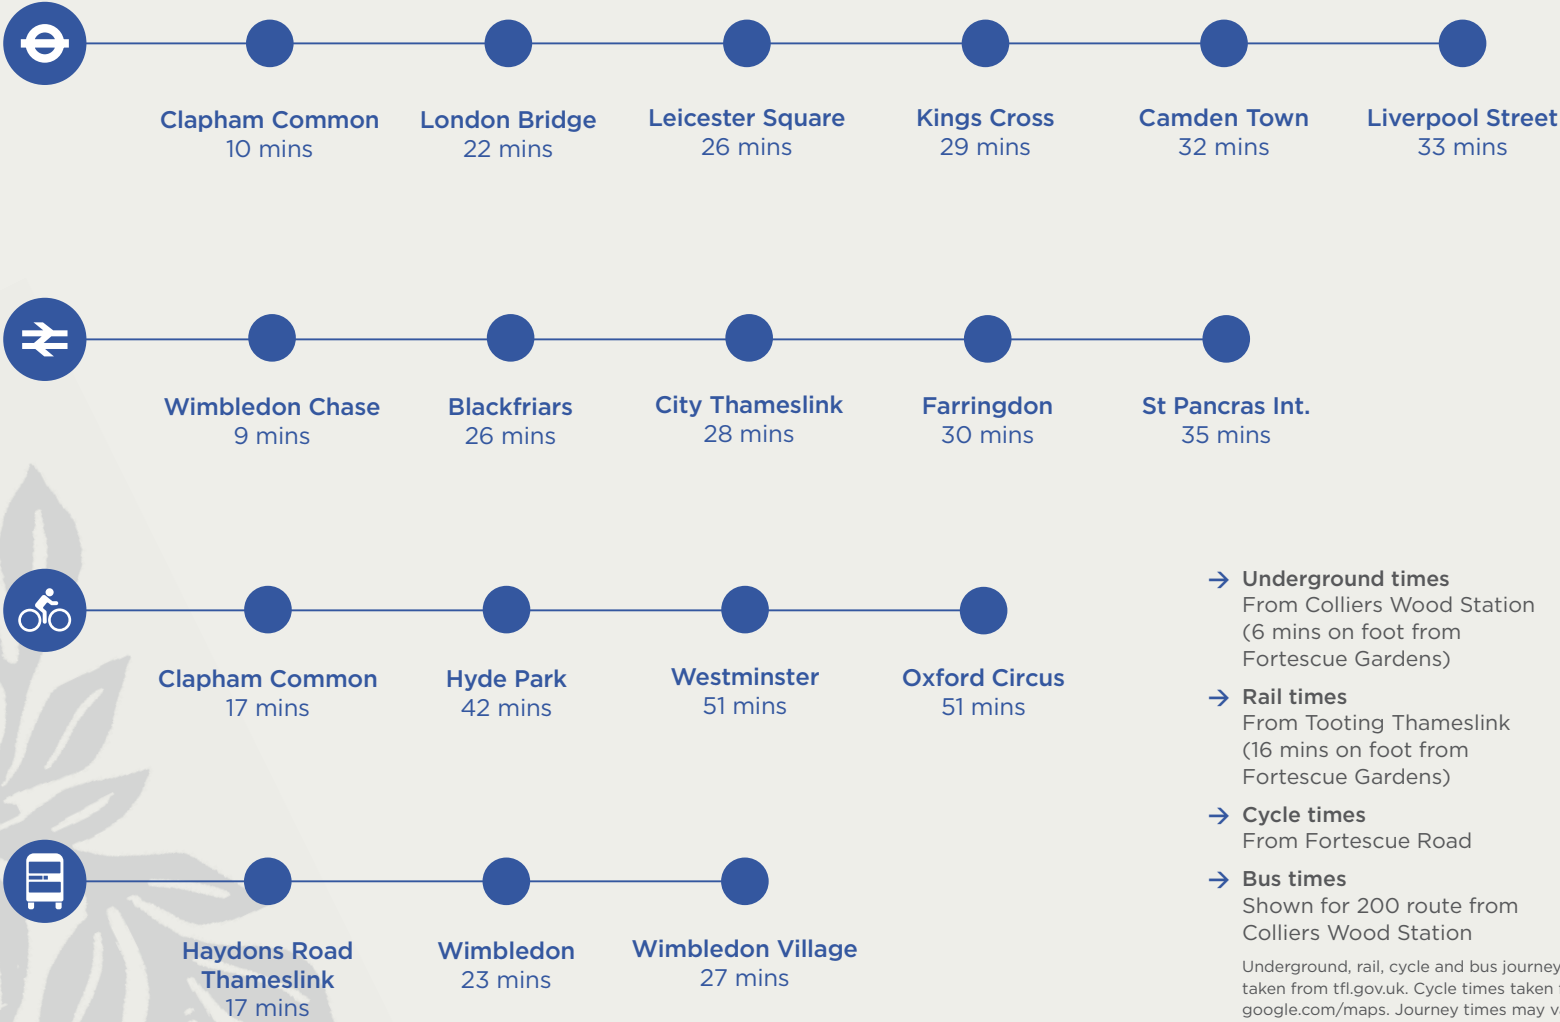 Clapham Common
10 mins
London Bridge
22 mins
Leicester Square
26 mins
Kings Cross
29 mins
Camden Town
32 mins
Liverpool Street
33 mins
Wimbledon Chase
9 mins
Blackfriars
26 mins
City Thameslink
28 mins
Farringdon
30 mins
St Pancras Int.
35 mins
Clapham Common
17 mins
Hyde Park
42 mins
Westminster
51 mins
Oxford Circus
51 mins
Haydons Road
Thameslink
17 mins
Wimbledon
23 mins
Wimbledon Village
27 mins
→ Underground times
From Colliers Wood Station
(6 mins on foot from
Fortescue Gardens)
→ Rail times
From Tooting Thameslink
(16 mins on foot from
Fortescue Gardens)
→ Cycle times
From Fortescue Road
→ Bus times
Shown for 200 route from
Colliers Wood Station
Underground, rail, cycle and bus journey
taken from tfl.gov.uk. Cycle times taken
google.com/maps. Journey times may